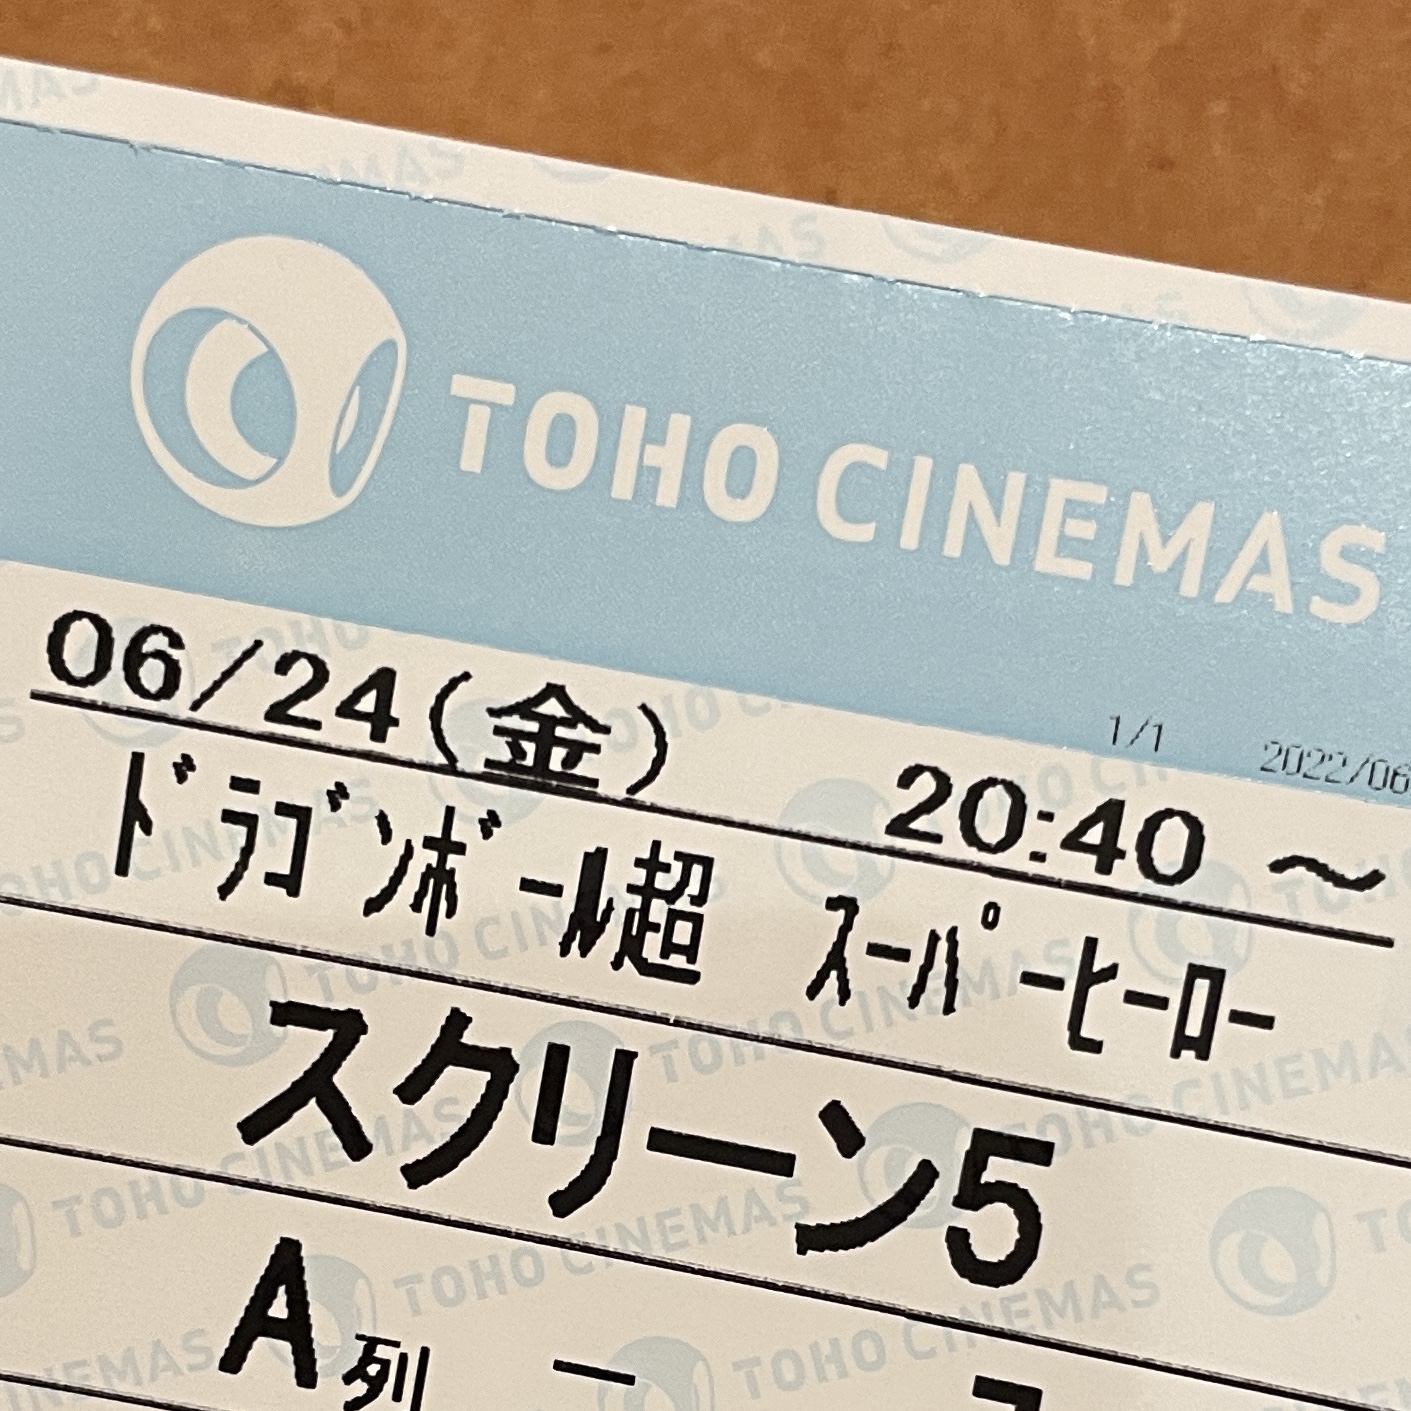 TOHO CINEMAS
1/1 2022/06
06/24(金) 20:40 ~
ドラゴンボール超 スーパーヒーロー
スクリーン5
A列 -